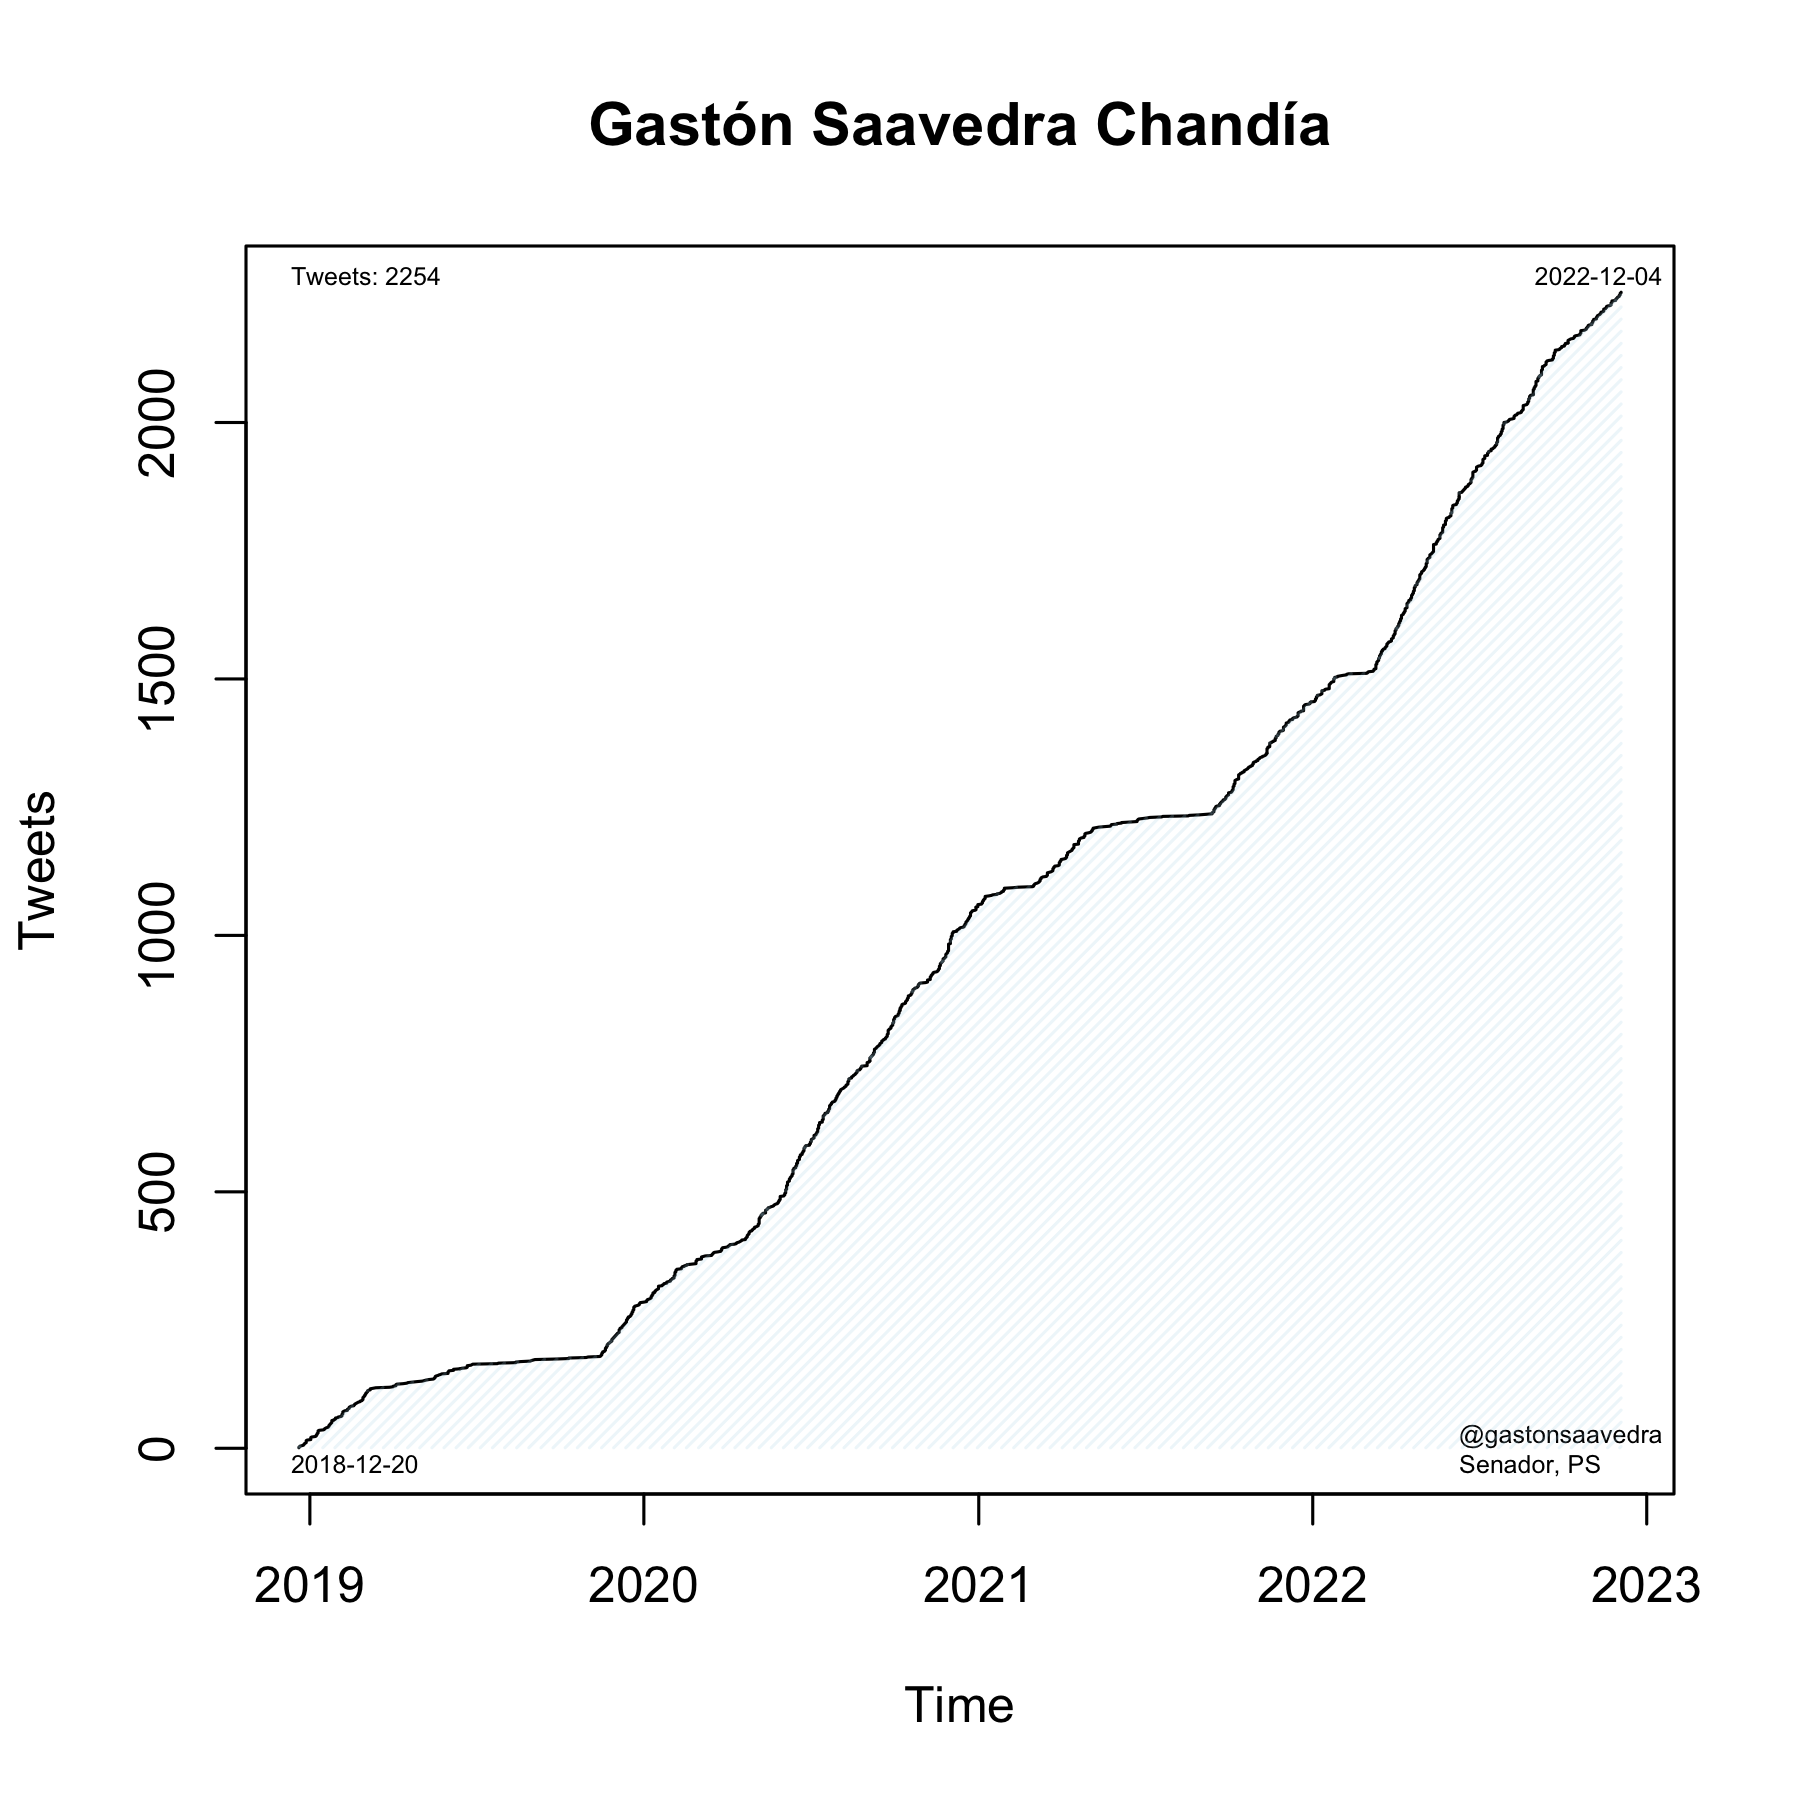 Gastón Saavedra Chandía
Tweets: 2254
2022-12-04
Tweets
2000
1500
1000
500
0
2018-12-20
@gastonsaavedra
Senador, PS
2019 2020 2021 2022 2023
Time